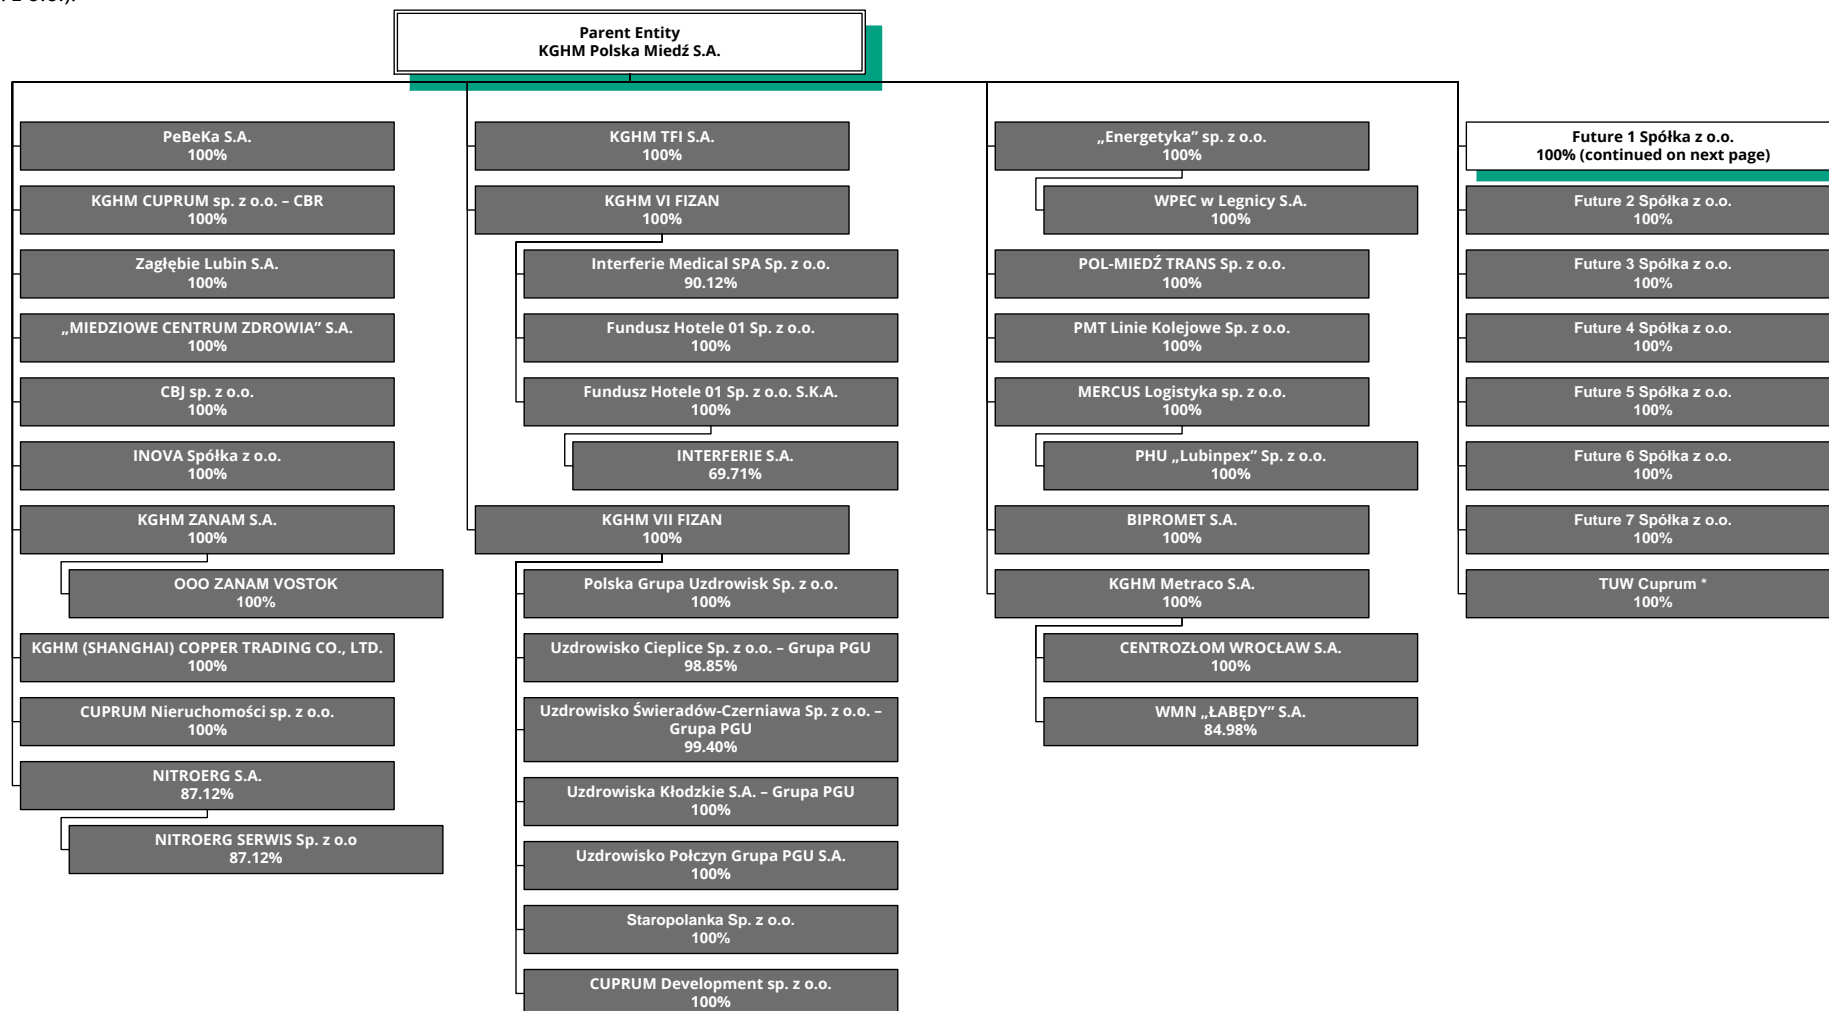 Parent Entity
KGHM Polska Miedź S.A.
PeBeKa S.A.
100%
KGHM CUPRUM sp. z o.o. – CBR
100%
Zagłębie Lubin S.A.
100%
„MIEDZIOWE CENTRUM ZDROWIA” S.A.
100%
CBJ sp. z o.o.
100%
INOVA Spółka z o.o.
100%
KGHM ZANAM S.A.
100%
OOO ZANAM VOSTOK
100%
KGHM (SHANGHAI) COPPER TRADING CO., LTD.
100%
CUPRUM Nieruchomości sp. z o.o.
100%
NITROERG S.A.
87.12%
NITROERG SERWIS Sp. z o.o
87.12%
KGHM TFI S.A.
100%
KGHM VI FIZAN
100%
Interferie Medical SPA Sp. z o.o.
90.12%
Fundusz Hotele 01 Sp. z o.o.
100%
Fundusz Hotele 01 Sp. z o.o. S.K.A.
100%
INTERFERIE S.A.
69.71%
KGHM VII FIZAN
100%
Polska Grupa Uzdrowisk Sp. z o.o.
100%
Uzdrowisko Cieplice Sp. z o.o. – Grupa PGU
98.85%
Uzdrowisko Świeradów-Czerniawa Sp. z o.o. –
Grupa PGU
99.40%
Uzdrowiska Kłodzkie S.A. – Grupa PGU
100%
Uzdrowisko Połczyn Grupa PGU S.A.
100%
Staropolanka Sp. z o.o.
100%
CUPRUM Development sp. z o.o.
100%
„Energetyka” sp. z o.o.
100%
WPEC w Legnicy S.A.
100%
POL-MIEDŹ TRANS Sp. z o.o.
100%
PMT Linie Kolejowe Sp. z o.o.
100%
MERCUS Logistyka sp. z o.o.
100%
PHU „Lubinpex” Sp. z o.o.
100%
BIPROMET S.A.
100%
KGHM Metraco S.A.
100%
CENTROZŁOM WROCŁAW S.A.
100%
WMN „ŁABĘDY” S.A.
84.98%
Future 1 Spółka z o.o.
100% (continued on next page)
Future 2 Spółka z o.o.
100%
Future 3 Spółka z o.o.
100%
Future 4 Spółka z o.o.
100%
Future 5 Spółka z o.o.
100%
Future 6 Spółka z o.o.
100%
Future 7 Spółka z o.o.
100%
TUW Cuprum *
100%